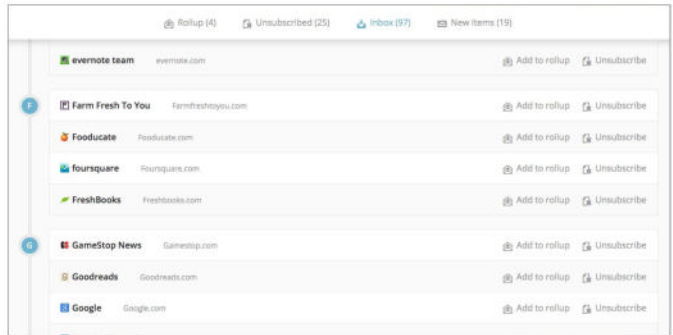 Rollup (4) Unsubscribed (25) Inbox (97) New Items (19)
evernote team evernote.com Add to rollup Unsubscribe
F
Farm Fresh To You Farmfreshtoyou.com Add to rollup Unsubscribe
Fooducate Fooducate.com Add to rollup Unsubscribe
foursquare Foursquare.com Add to rollup Unsubscribe
FreshBooks Freshbooks.com Add to rollup Unsubscribe
G
GameStop News Gamestop.com Add to rollup Unsubscribe
Goodreads Goodreads.com Add to rollup Unsubscribe
Google Google.com Add to rollup Unsubscribe